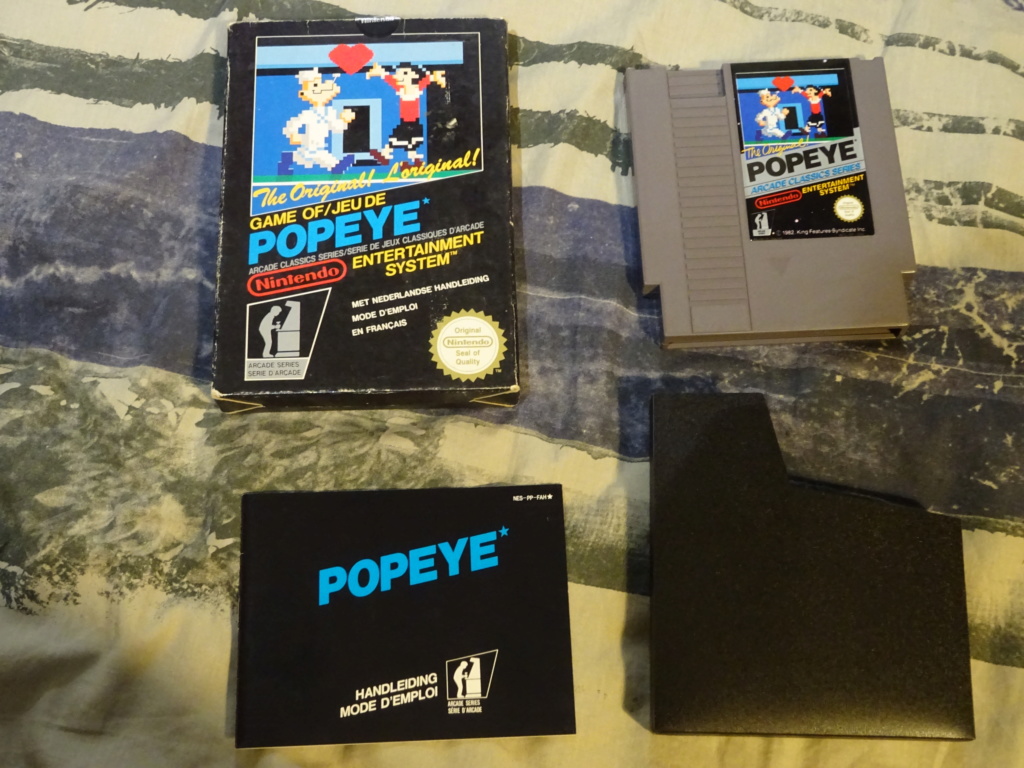 Nintendo
The Original! L'original!
GAME OF/JEU DE
POPEYE*
ARCADE CLASSICS SERIES/SERIE DE JEUX CLASSIQUES D'ARCADE
Nintendo ENTERTAINMENT
SYSTEM™
MET NEDERLANDSE HANDLEIDING
MODE D'EMPLOI
EN FRANÇAIS
ARCADE SERIES
SERIE D'ARCADE
Original
Nintendo
Seal of
Quality
The Original!
POPEYE*
ARCADE CLASSICS SERIES
Nintendo ENTERTAINMENT
SYSTEM™
© 1982 King Features Syndicate Inc.
NES-PP-FAH★
POPEYE*
HANDLEIDING
MODE D'EMPLOI
ARCADE SERIES
SÉRIE D'ARCADE